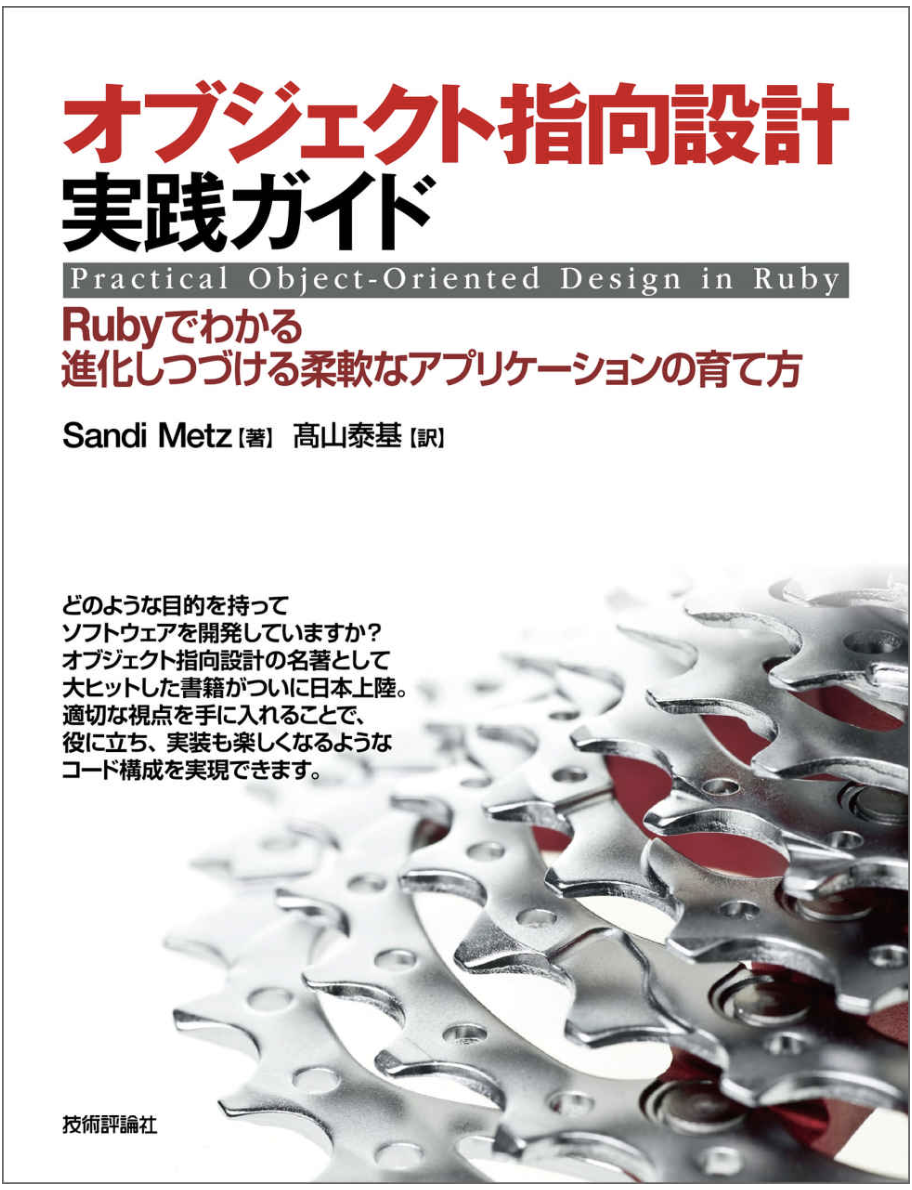 オブジェクト指向設計
実践ガイド
Practical Object-Oriented Design in Ruby
Rubyでわかる
進化しつづける柔軟なアプリケーションの育て方
Sandi Metz【著】 髙山泰基【訳】
どのような目的を持って
ソフトウェアを開発していますか?
オブジェクト指向設計の名著として
大ヒットした書籍がついに日本上陸。
適切な視点を手に入れることで、
役に立ち、実装も楽しくなるような
コード構成を実現できます。
技術評論社